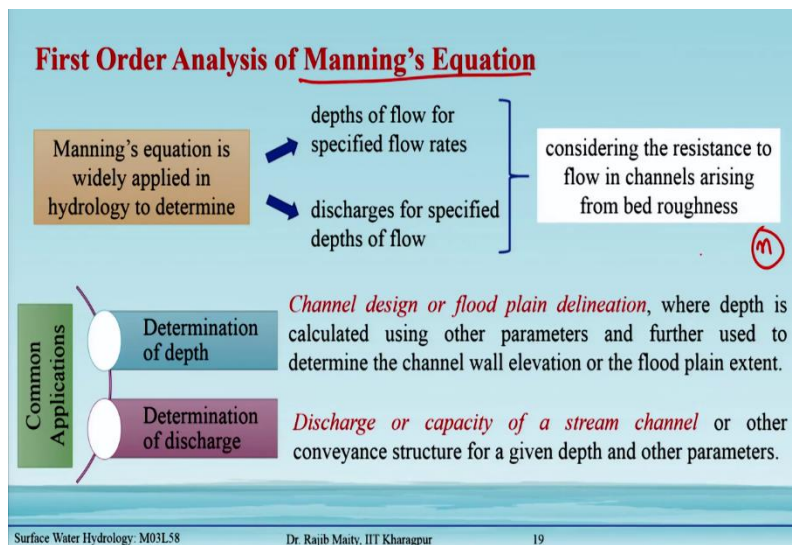 First Order Analysis of Manning's Equation
Manning's equation is
widely applied in
hydrology to determine
depths of flow for
specified flow rates
discharges for specified
depths of flow
considering the resistance to
flow in channels arising
from bed roughness
n
Common
Applications
Determination
of depth
Channel design or flood plain delineation, where depth is
calculated using other parameters and further used to
determine the channel wall elevation or the flood plain extent.
Determination
of discharge
Discharge or capacity of a stream channel or other
conveyance structure for a given depth and other parameters.
Surface Water Hydrology: M03L58
Dr. Rajib Maity, IIT Kharagpur
19